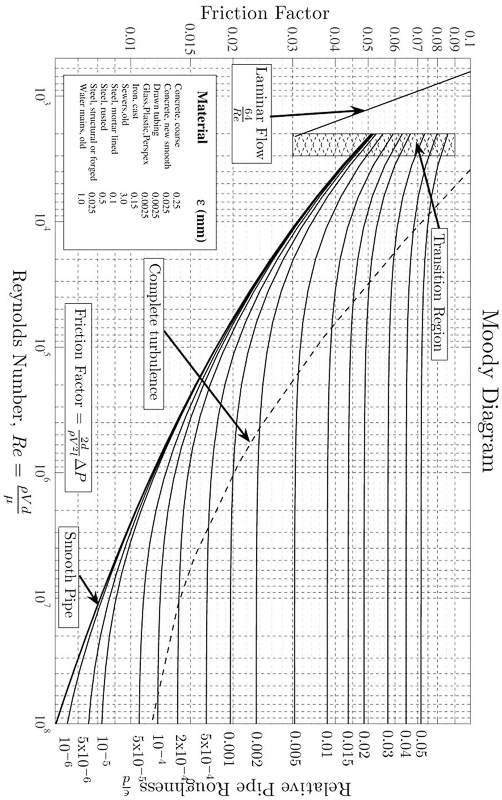 Moody Diagram
Friction Factor
0.1
0.09
0.08
0.07
0.06
0.05
0.04
0.03
0.02
0.015
0.01
Transition Region
Laminar Flow
64
Re
Complete turbulence
Smooth Pipe
Friction Factor = 2d/ρV²l ΔP
Material ε (mm)
Concrete, coarse 0.25
Concrete, new smooth 0.025
Drawn tubing 0.0025
Glass,Plastic,Perspex 0.0025
Iron, cast 0.15
Sewers,old 3.0
Steel, mortar lined 0.1
Steel, rusted 0.5
Steel, structural or forged 0.025
Water mains, old 1.0
10³
10⁴
10⁵
10⁶
10⁷
10⁸
Reynolds Number, Re = ρVd/μ
0.05
0.04
0.03
0.02
0.015
0.01
0.005
0.002
0.001
5x10⁻⁴
2x10⁻⁴
10⁻⁴
5x10⁻⁵
10⁻⁵
5x10⁻⁶
10⁻⁶
Relative Pipe Roughness ε/d